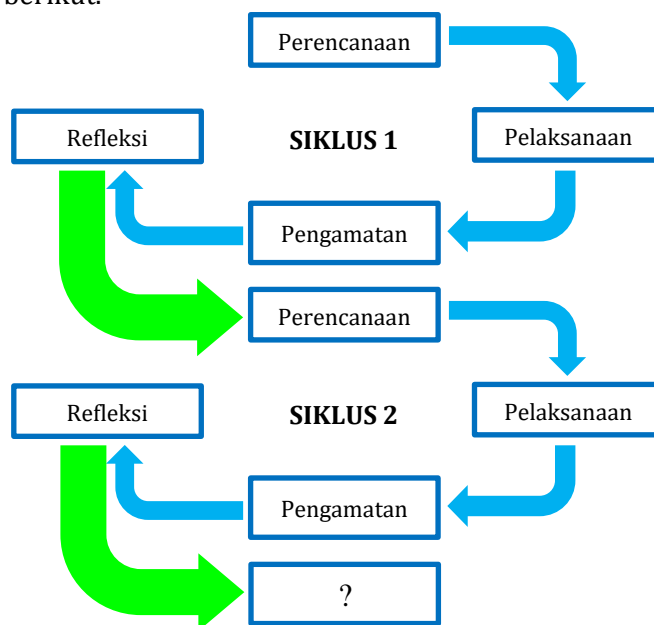 berikut.
Perencanaan
Refleksi
SIKLUS 1
Pelaksanaan
Pengamatan
Perencanaan
Refleksi
SIKLUS 2
Pelaksanaan
Pengamatan
?